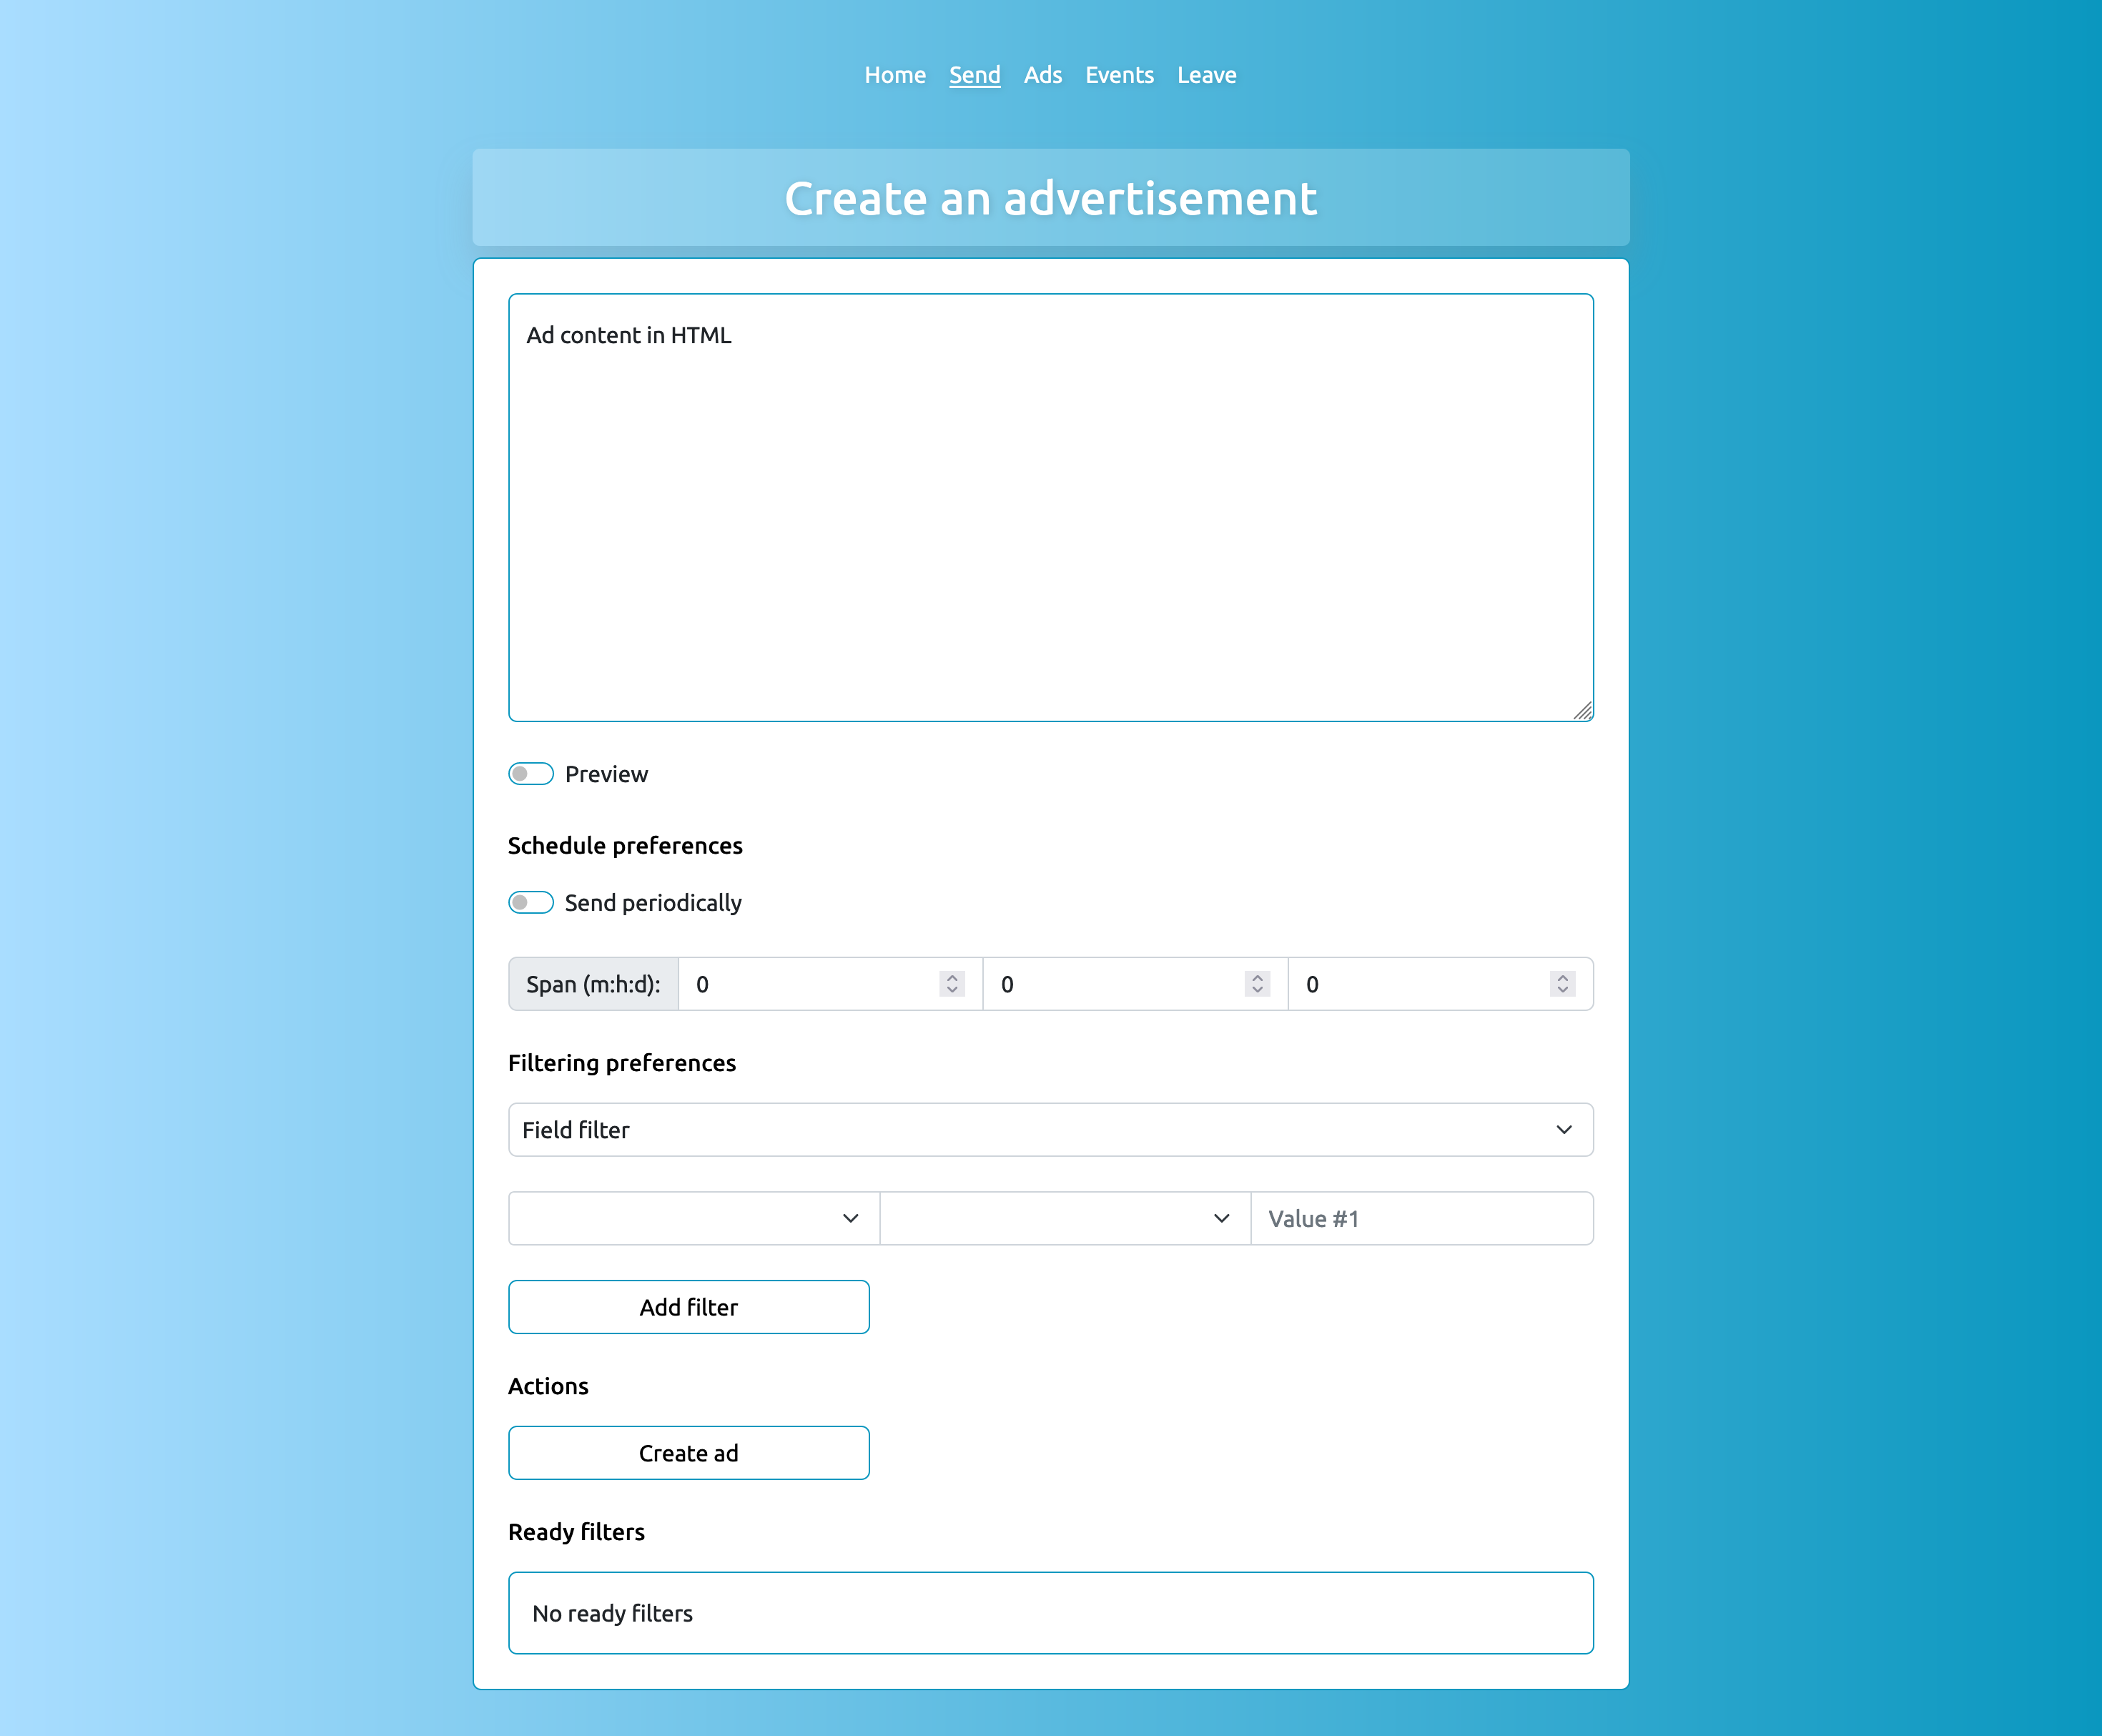 Home Send Ads Events Leave
Create an advertisement
Ad content in HTML
Preview
Schedule preferences
Send periodically
Span (m:h:d): 0 0 0
Filtering preferences
Field filter
Value #1
Add filter
Actions
Create ad
Ready filters
No ready filters